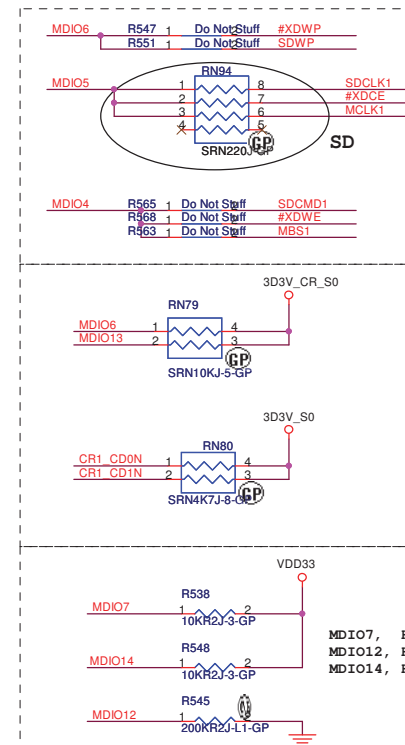 MDIO6 R547 1 Do Not Stuff 2 #XDWP
R551 1 Do Not Stuff 2 SDWP
RN94
MDIO5 1 8 SDCLK1
2 7 #XDCE
3 6 MCLK1
4 5
SRN220J-GP
GP
SD
MDIO4 R565 1 Do Not Stuff 2 SDCMD1
R568 1 Do Not Stuff 2 #XDWE
R563 1 Do Not Stuff 2 MBS1
3D3V_CR_S0
RN79
MDIO6 1 4
MDIO13 2 3
GP
SRN10KJ-5-GP
3D3V_S0
RN80
CR1_CD0N 1 4
CR1_CD1N 2 3
SRN4K7J-8-GP
GP
VDD33
R538
MDIO7 1 2
10KR2J-3-GP
MDIO7,
R548
MDIO12,
MDIO14 1 2
MDIO14,
10KR2J-3-GP
R545
MDIO12 1 2
200KR2J-L1-GP